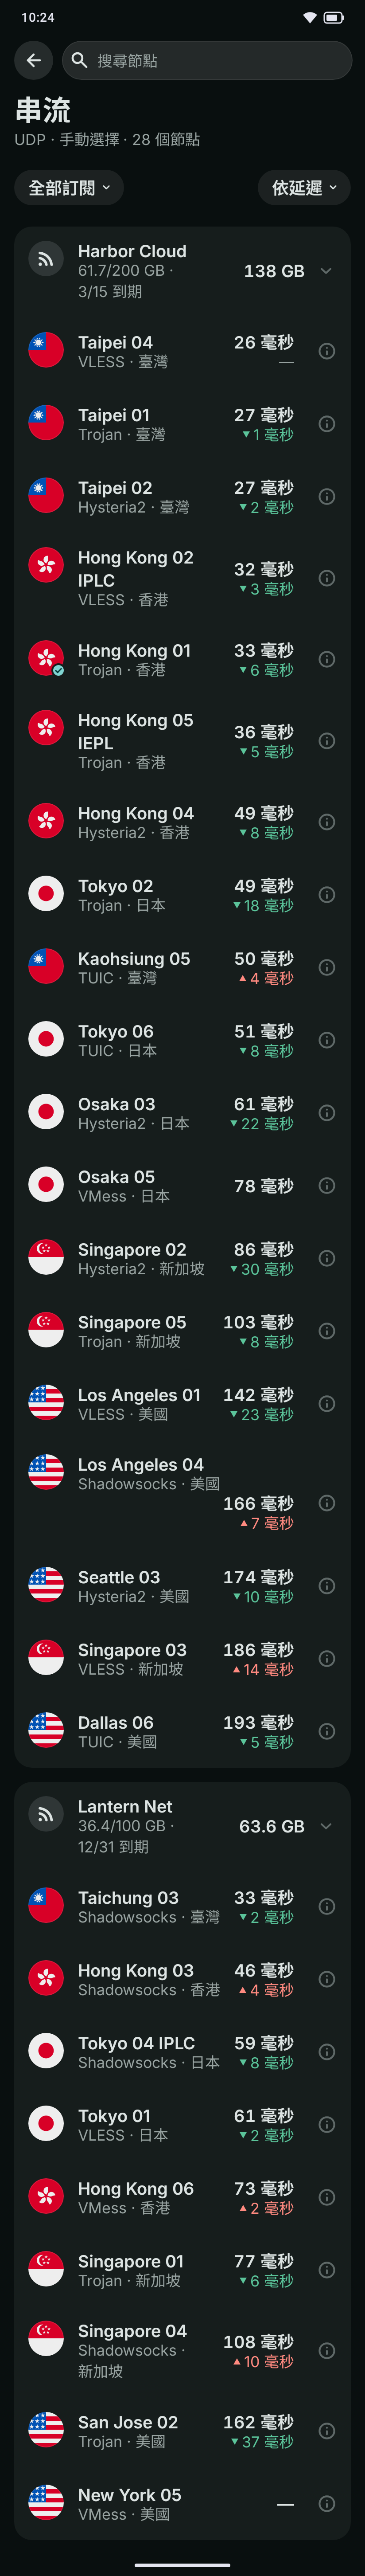 10:24
搜尋節點
串流
UDP · 手動選擇 · 28 個節點
全部訂閱
依延遲
Harbor Cloud
61.7/200 GB ·
3/15 到期
138 GB
Taipei 04
VLESS · 臺灣
26 毫秒
—
Taipei 01
Trojan · 臺灣
27 毫秒
▼1 毫秒
Taipei 02
Hysteria2 · 臺灣
27 毫秒
▼2 毫秒
Hong Kong 02
IPLC
VLESS · 香港
32 毫秒
▼3 毫秒
Hong Kong 01
Trojan · 香港
33 毫秒
▼6 毫秒
Hong Kong 05
IEPL
Trojan · 香港
36 毫秒
▼5 毫秒
Hong Kong 04
Hysteria2 · 香港
49 毫秒
▼8 毫秒
Tokyo 02
Trojan · 日本
49 毫秒
▼18 毫秒
Kaohsiung 05
TUIC · 臺灣
50 毫秒
▲4 毫秒
Tokyo 06
TUIC · 日本
51 毫秒
▼8 毫秒
Osaka 03
Hysteria2 · 日本
61 毫秒
▼22 毫秒
Osaka 05
VMess · 日本
78 毫秒
Singapore 02
Hysteria2 · 新加坡
86 毫秒
▼30 毫秒
Singapore 05
Trojan · 新加坡
103 毫秒
▼8 毫秒
Los Angeles 01
VLESS · 美國
142 毫秒
▼23 毫秒
Los Angeles 04
Shadowsocks · 美國
166 毫秒
▲7 毫秒
Seattle 03
Hysteria2 · 美國
174 毫秒
▼10 毫秒
Singapore 03
VLESS · 新加坡
186 毫秒
▲14 毫秒
Dallas 06
TUIC · 美國
193 毫秒
▼5 毫秒
Lantern Net
36.4/100 GB ·
12/31 到期
63.6 GB
Taichung 03
Shadowsocks · 臺灣
33 毫秒
▼2 毫秒
Hong Kong 03
Shadowsocks · 香港
46 毫秒
▲4 毫秒
Tokyo 04 IPLC
Shadowsocks · 日本
59 毫秒
▼8 毫秒
Tokyo 01
VLESS · 日本
61 毫秒
▼2 毫秒
Hong Kong 06
VMess · 香港
73 毫秒
▲2 毫秒
Singapore 01
Trojan · 新加坡
77 毫秒
▼6 毫秒
Singapore 04
Shadowsocks ·
新加坡
108 毫秒
▲10 毫秒
San Jose 02
Trojan · 美國
162 毫秒
▼37 毫秒
New York 05
VMess · 美國
—